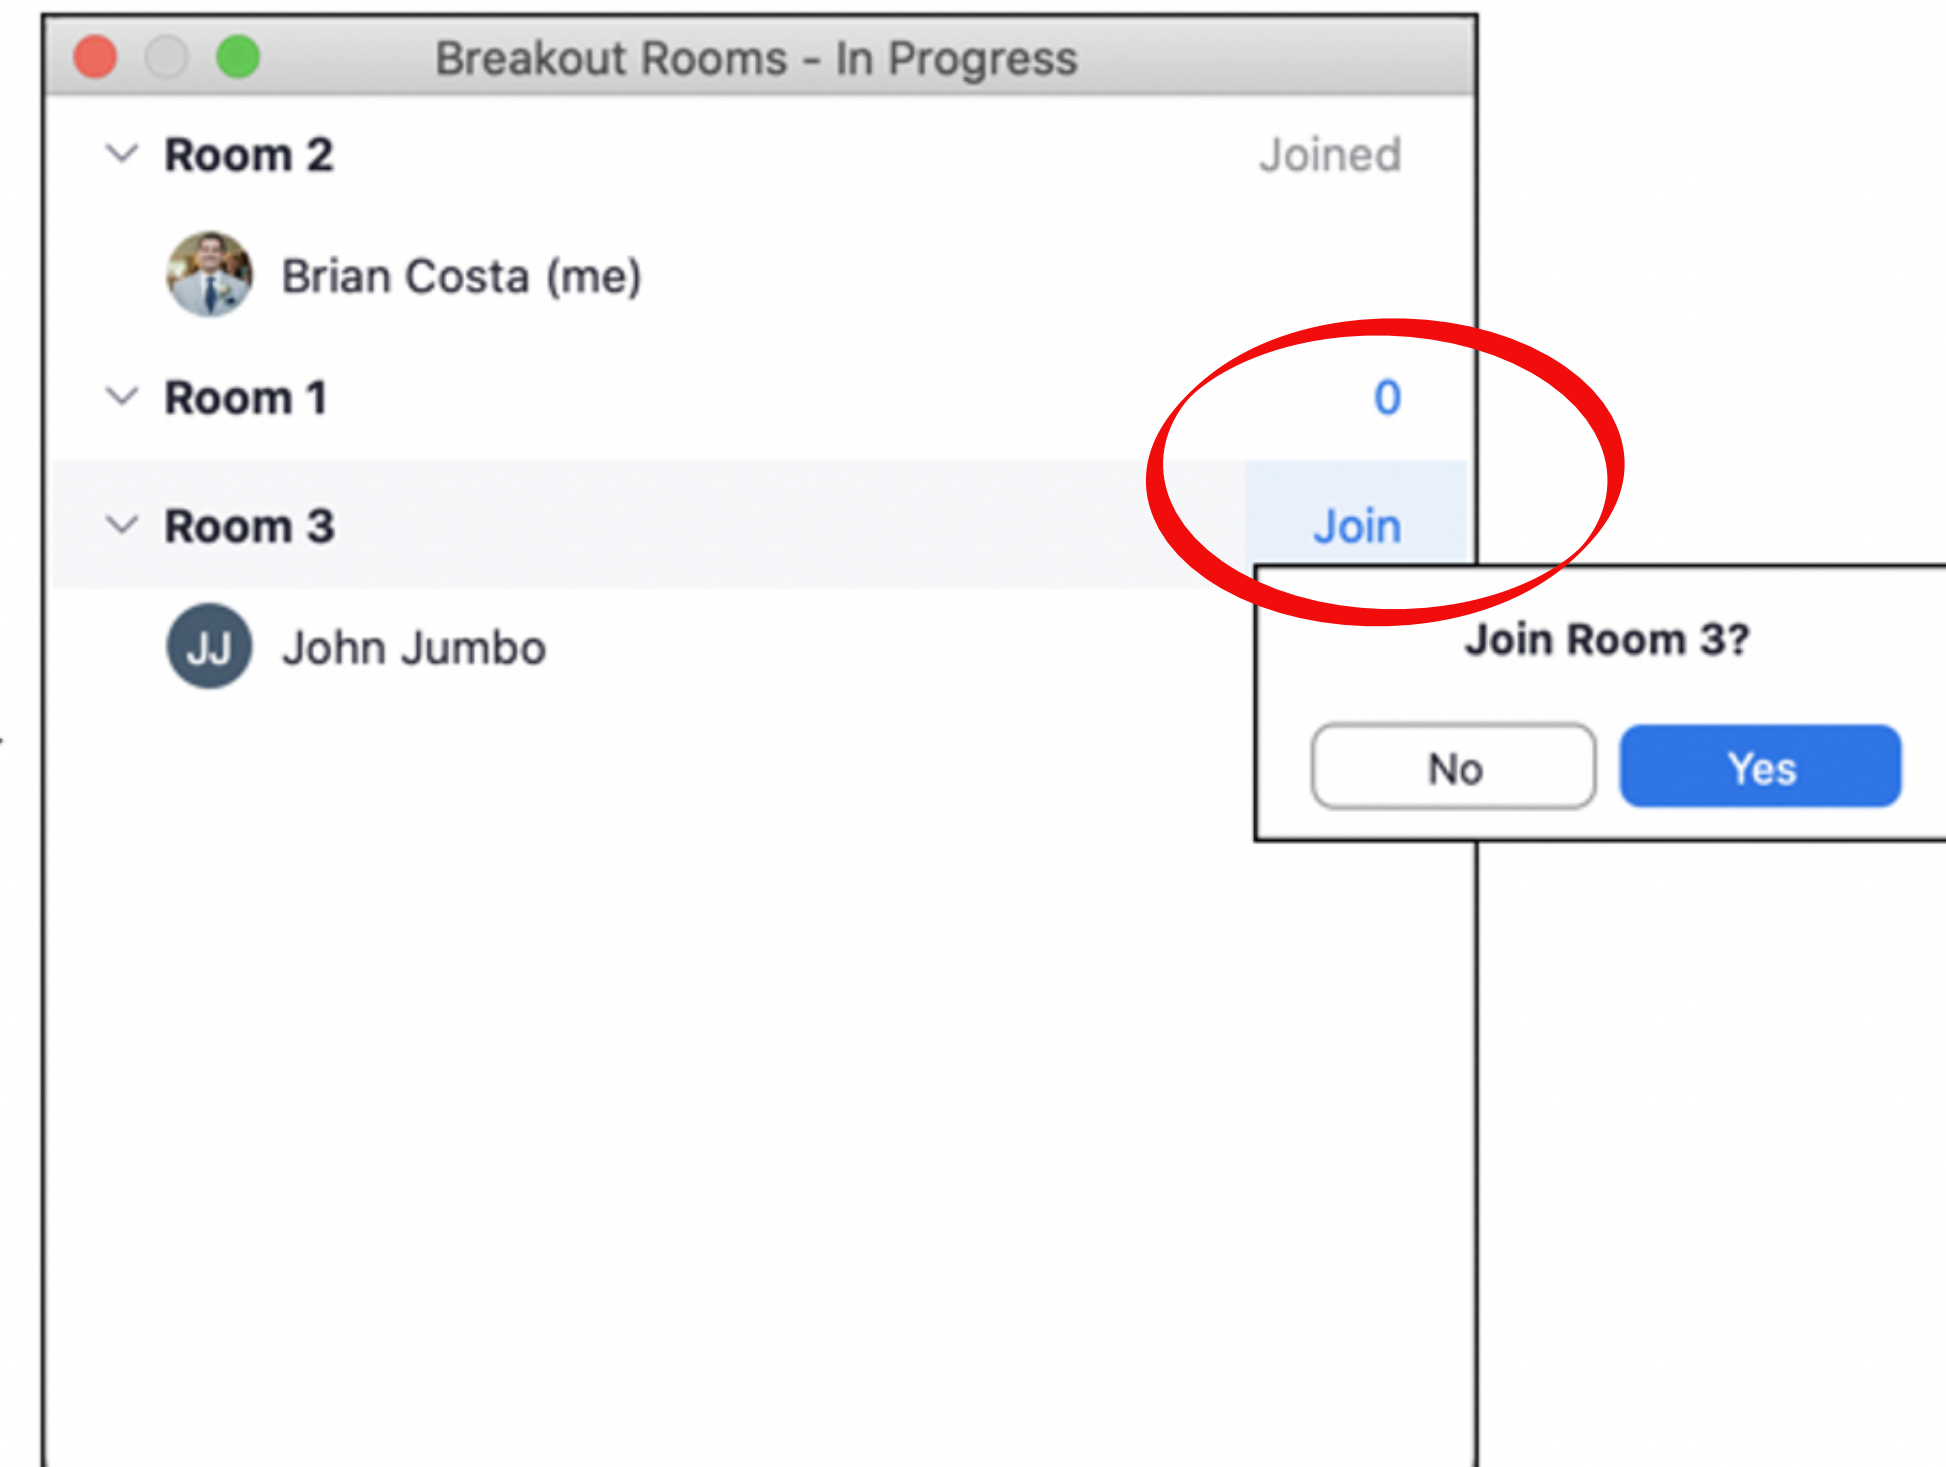 Breakout Rooms - In Progress
Room 2 Joined
Brian Costa (me)
Room 1 0
Room 3 Join
JJ John Jumbo
Join Room 3?
No Yes